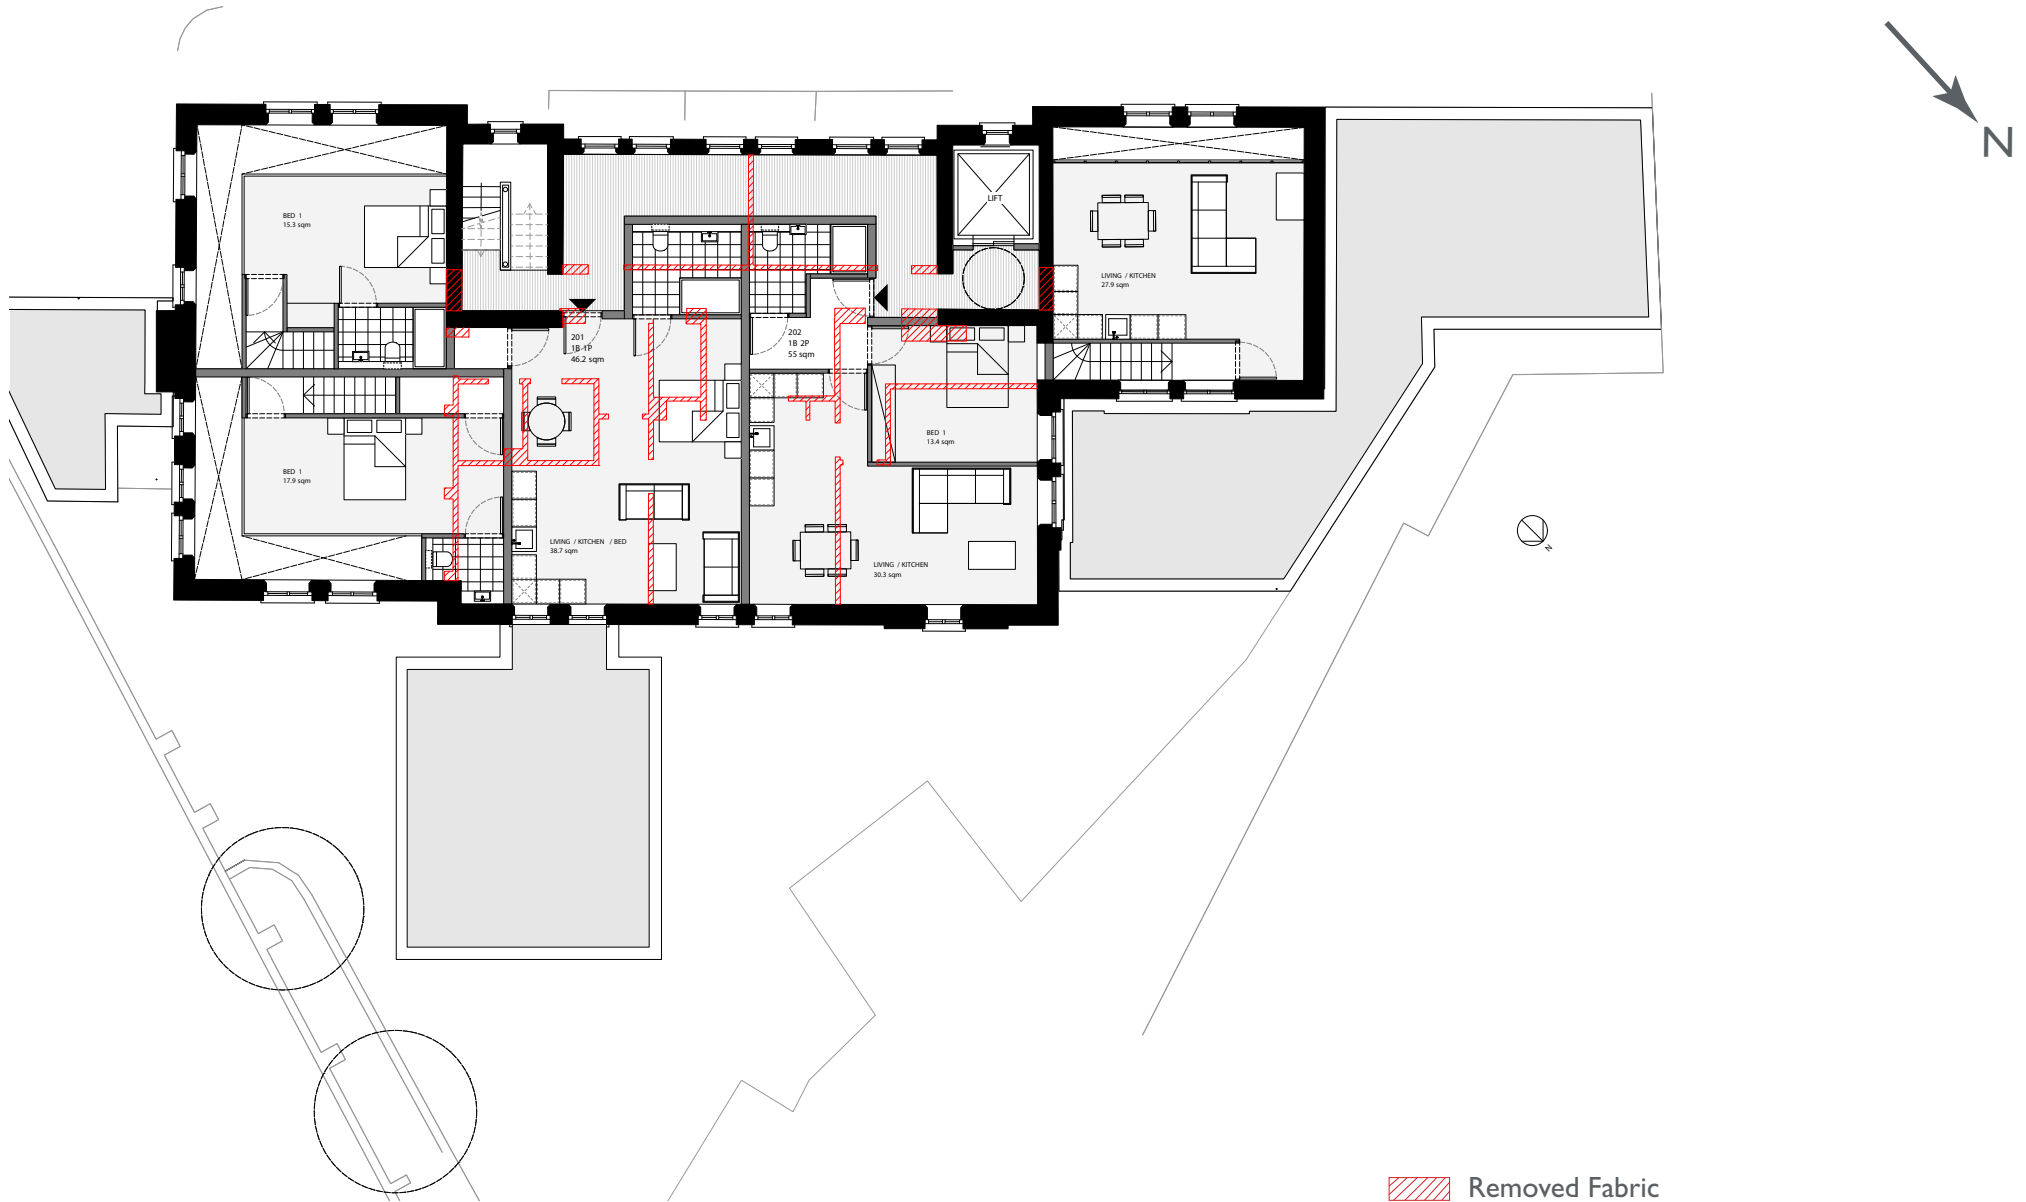 N
BED 1
15.3 sqm
LIFT
LIVING / KITCHEN
27.9 sqm
201
1B 1P
46.2 sqm
202
1B 2P
55 sqm
BED 1
13.4 sqm
BED 1
17.9 sqm
LIVING / KITCHEN / BED
38.7 sqm
LIVING / KITCHEN
30.3 sqm
N
Removed Fabric